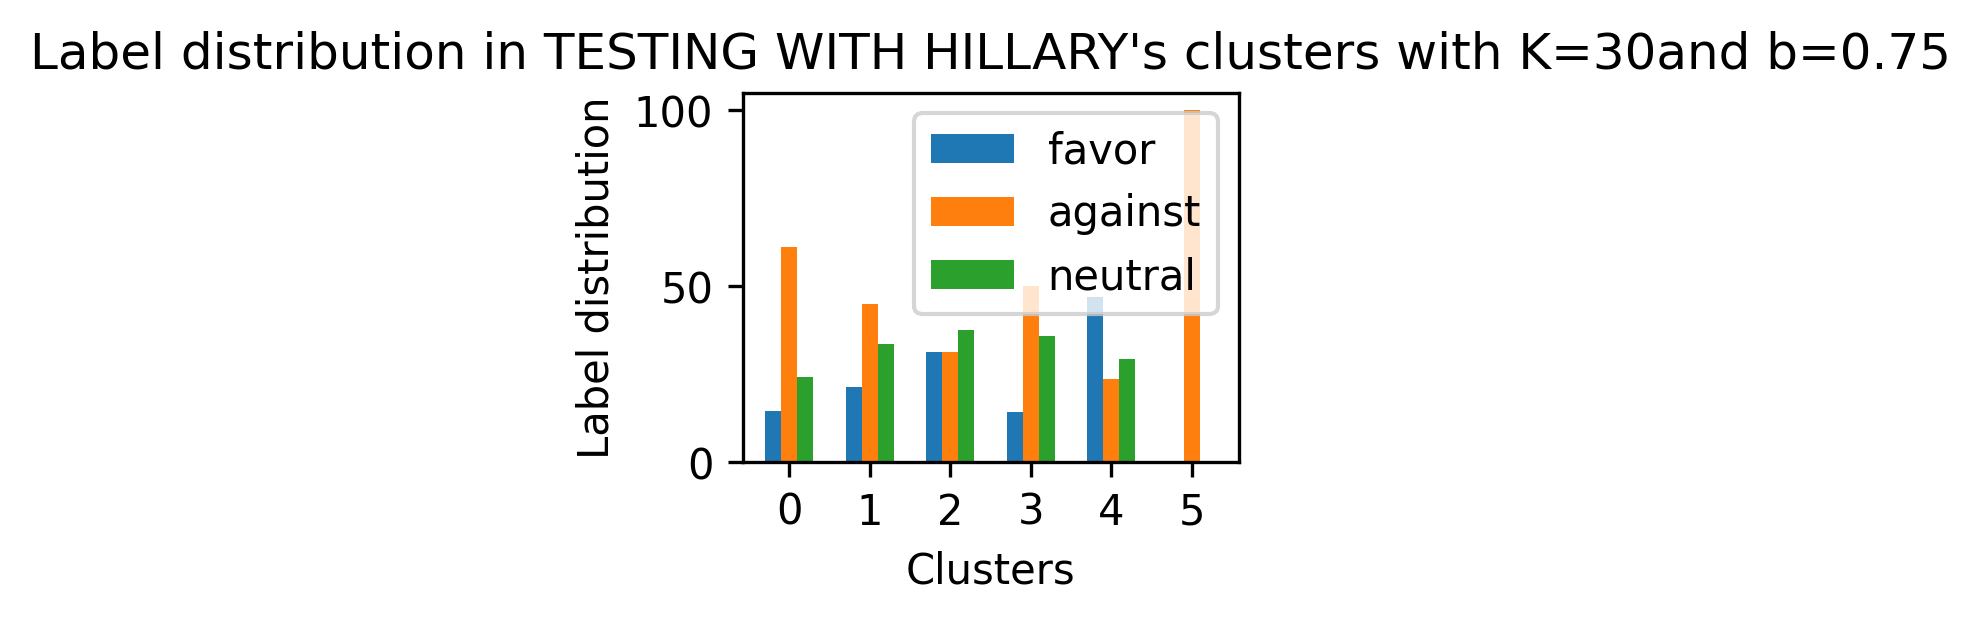 Label distribution in TESTING WITH HILLARY's clusters with K=30and b=0.75
Label distribution
100
50
0
favor
against
neutral
0 1 2 3 4 5
Clusters